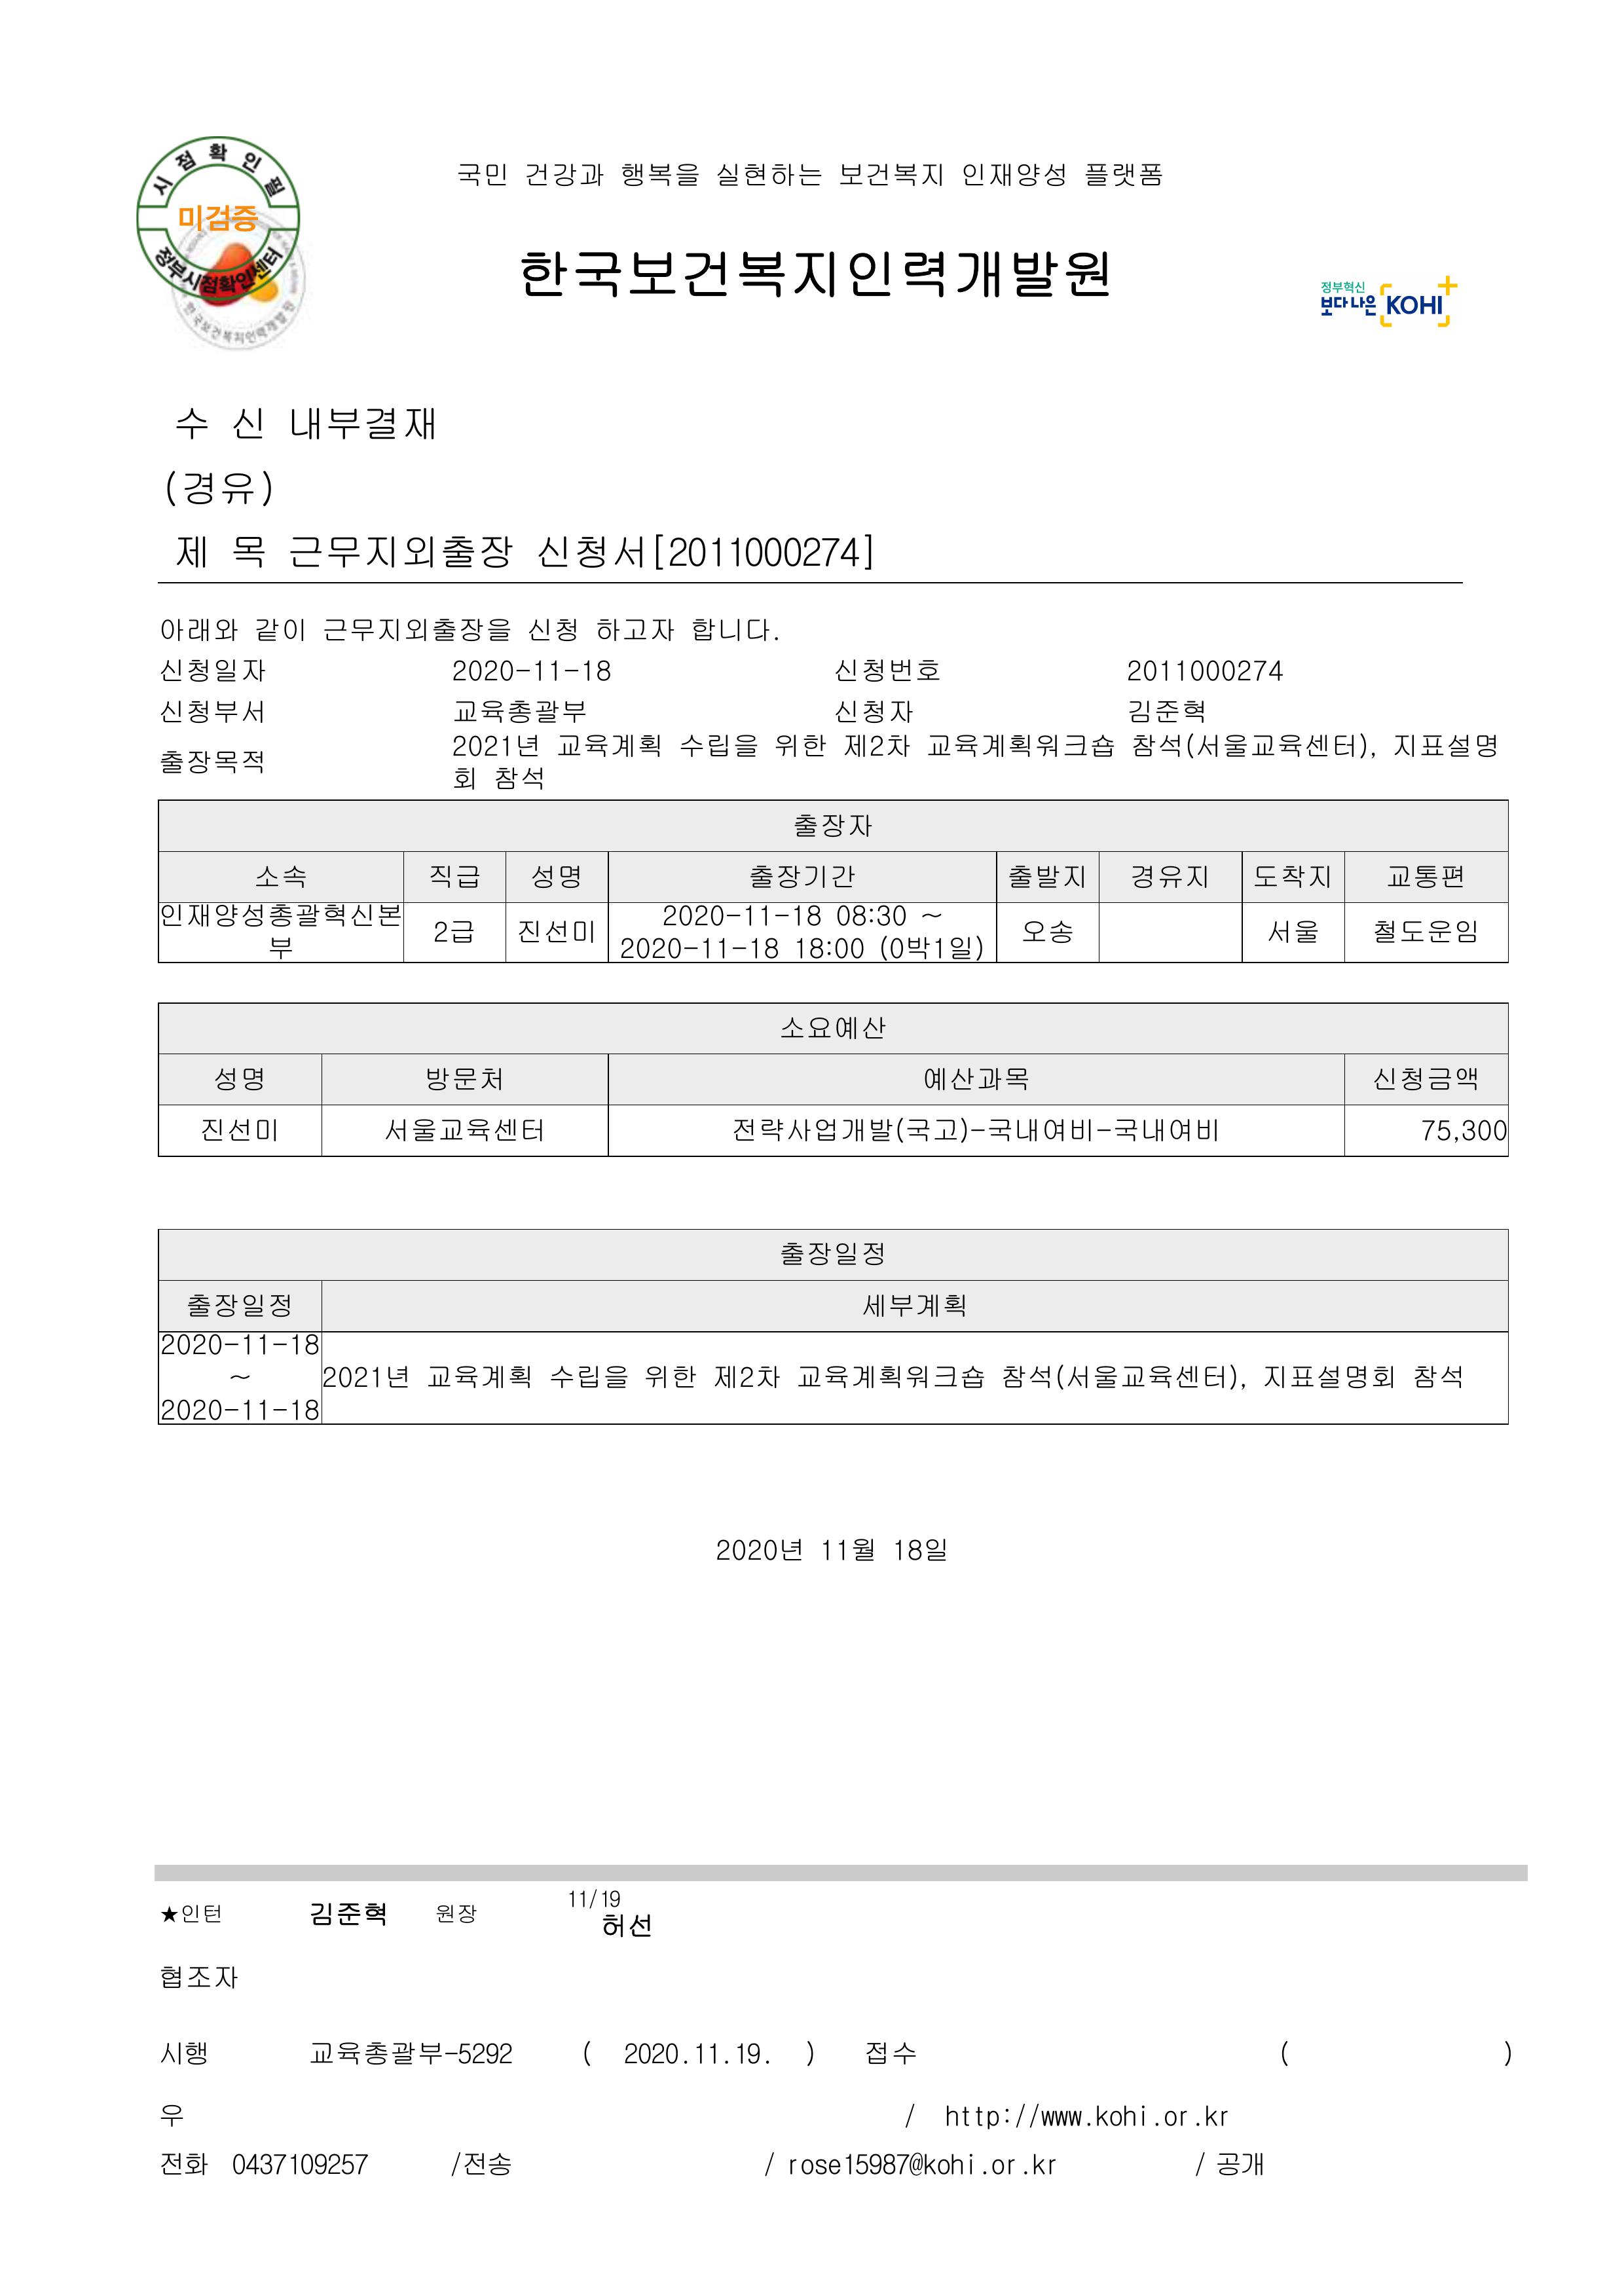 시점확인필
미검증
정부시점확인센터
한국보건복지인력개발원
국민 건강과 행복을 실현하는 보건복지 인재양성 플랫폼
한국보건복지인력개발원
정부혁신
보다나은 KOHI
수 신 내부결재
(경유)
제 목 근무지외출장 신청서[2011000274]
아래와 같이 근무지외출장을 신청 하고자 합니다.
신청일자 2020-11-18 신청번호 2011000274
신청부서 교육총괄부 신청자 김준혁
출장목적 2021년 교육계획 수립을 위한 제2차 교육계획워크숍 참석(서울교육센터), 지표설명
회 참석
출장자
소속 직급 성명 출장기간 출발지 경유지 도착지 교통편
인재양성총괄혁신본
부 2급 진선미 2020-11-18 08:30 ~
2020-11-18 18:00 (0박1일) 오송 서울 철도운임
소요예산
성명 방문처 예산과목 신청금액
진선미 서울교육센터 전략사업개발(국고)-국내여비-국내여비 75,300
출장일정
출장일정 세부계획
2020-11-18
~
2020-11-18 2021년 교육계획 수립을 위한 제2차 교육계획워크숍 참석(서울교육센터), 지표설명회 참석
2020년 11월 18일
★인턴 김준혁 원장 11/19
허선
협조자
시행 교육총괄부-5292 ( 2020.11.19. ) 접수 ( )
우 / http://www.kohi.or.kr
전화 0437109257 /전송 / rose15987@kohi.or.kr / 공개